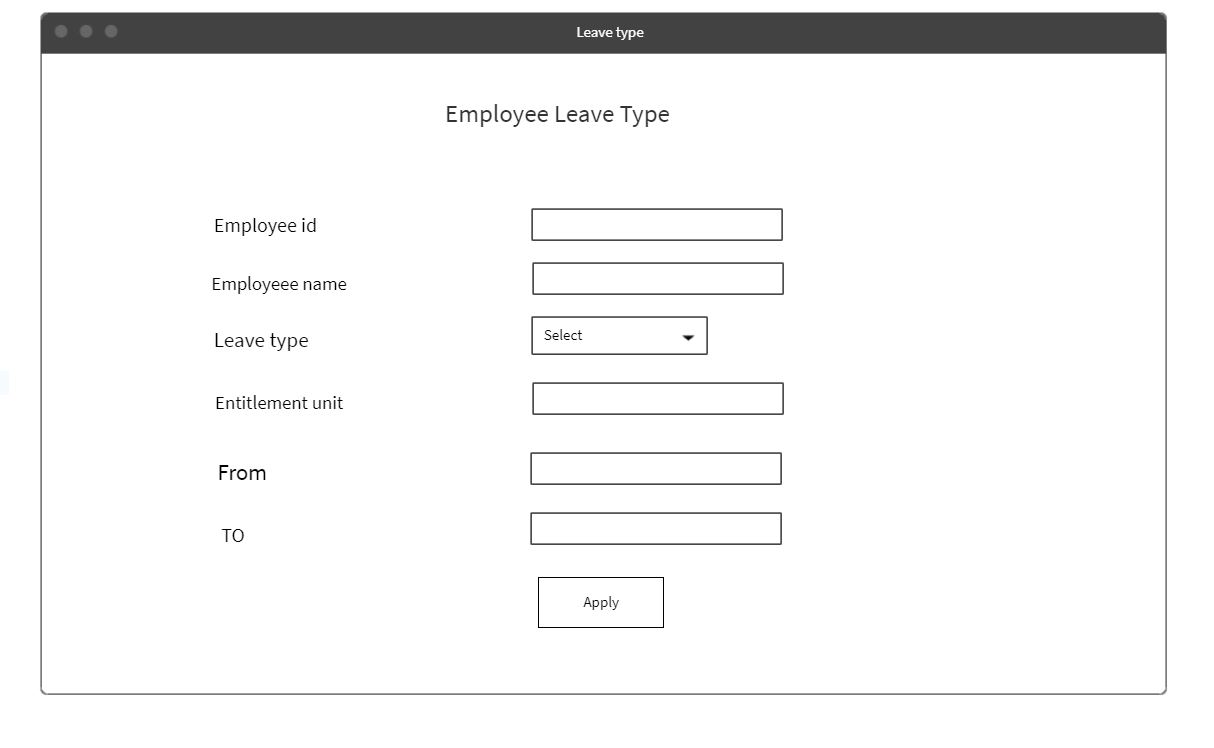 Leave type
Employee Leave Type
Employee id
Employeee name
Leave type
Select
Entitlement unit
From
TO
Apply